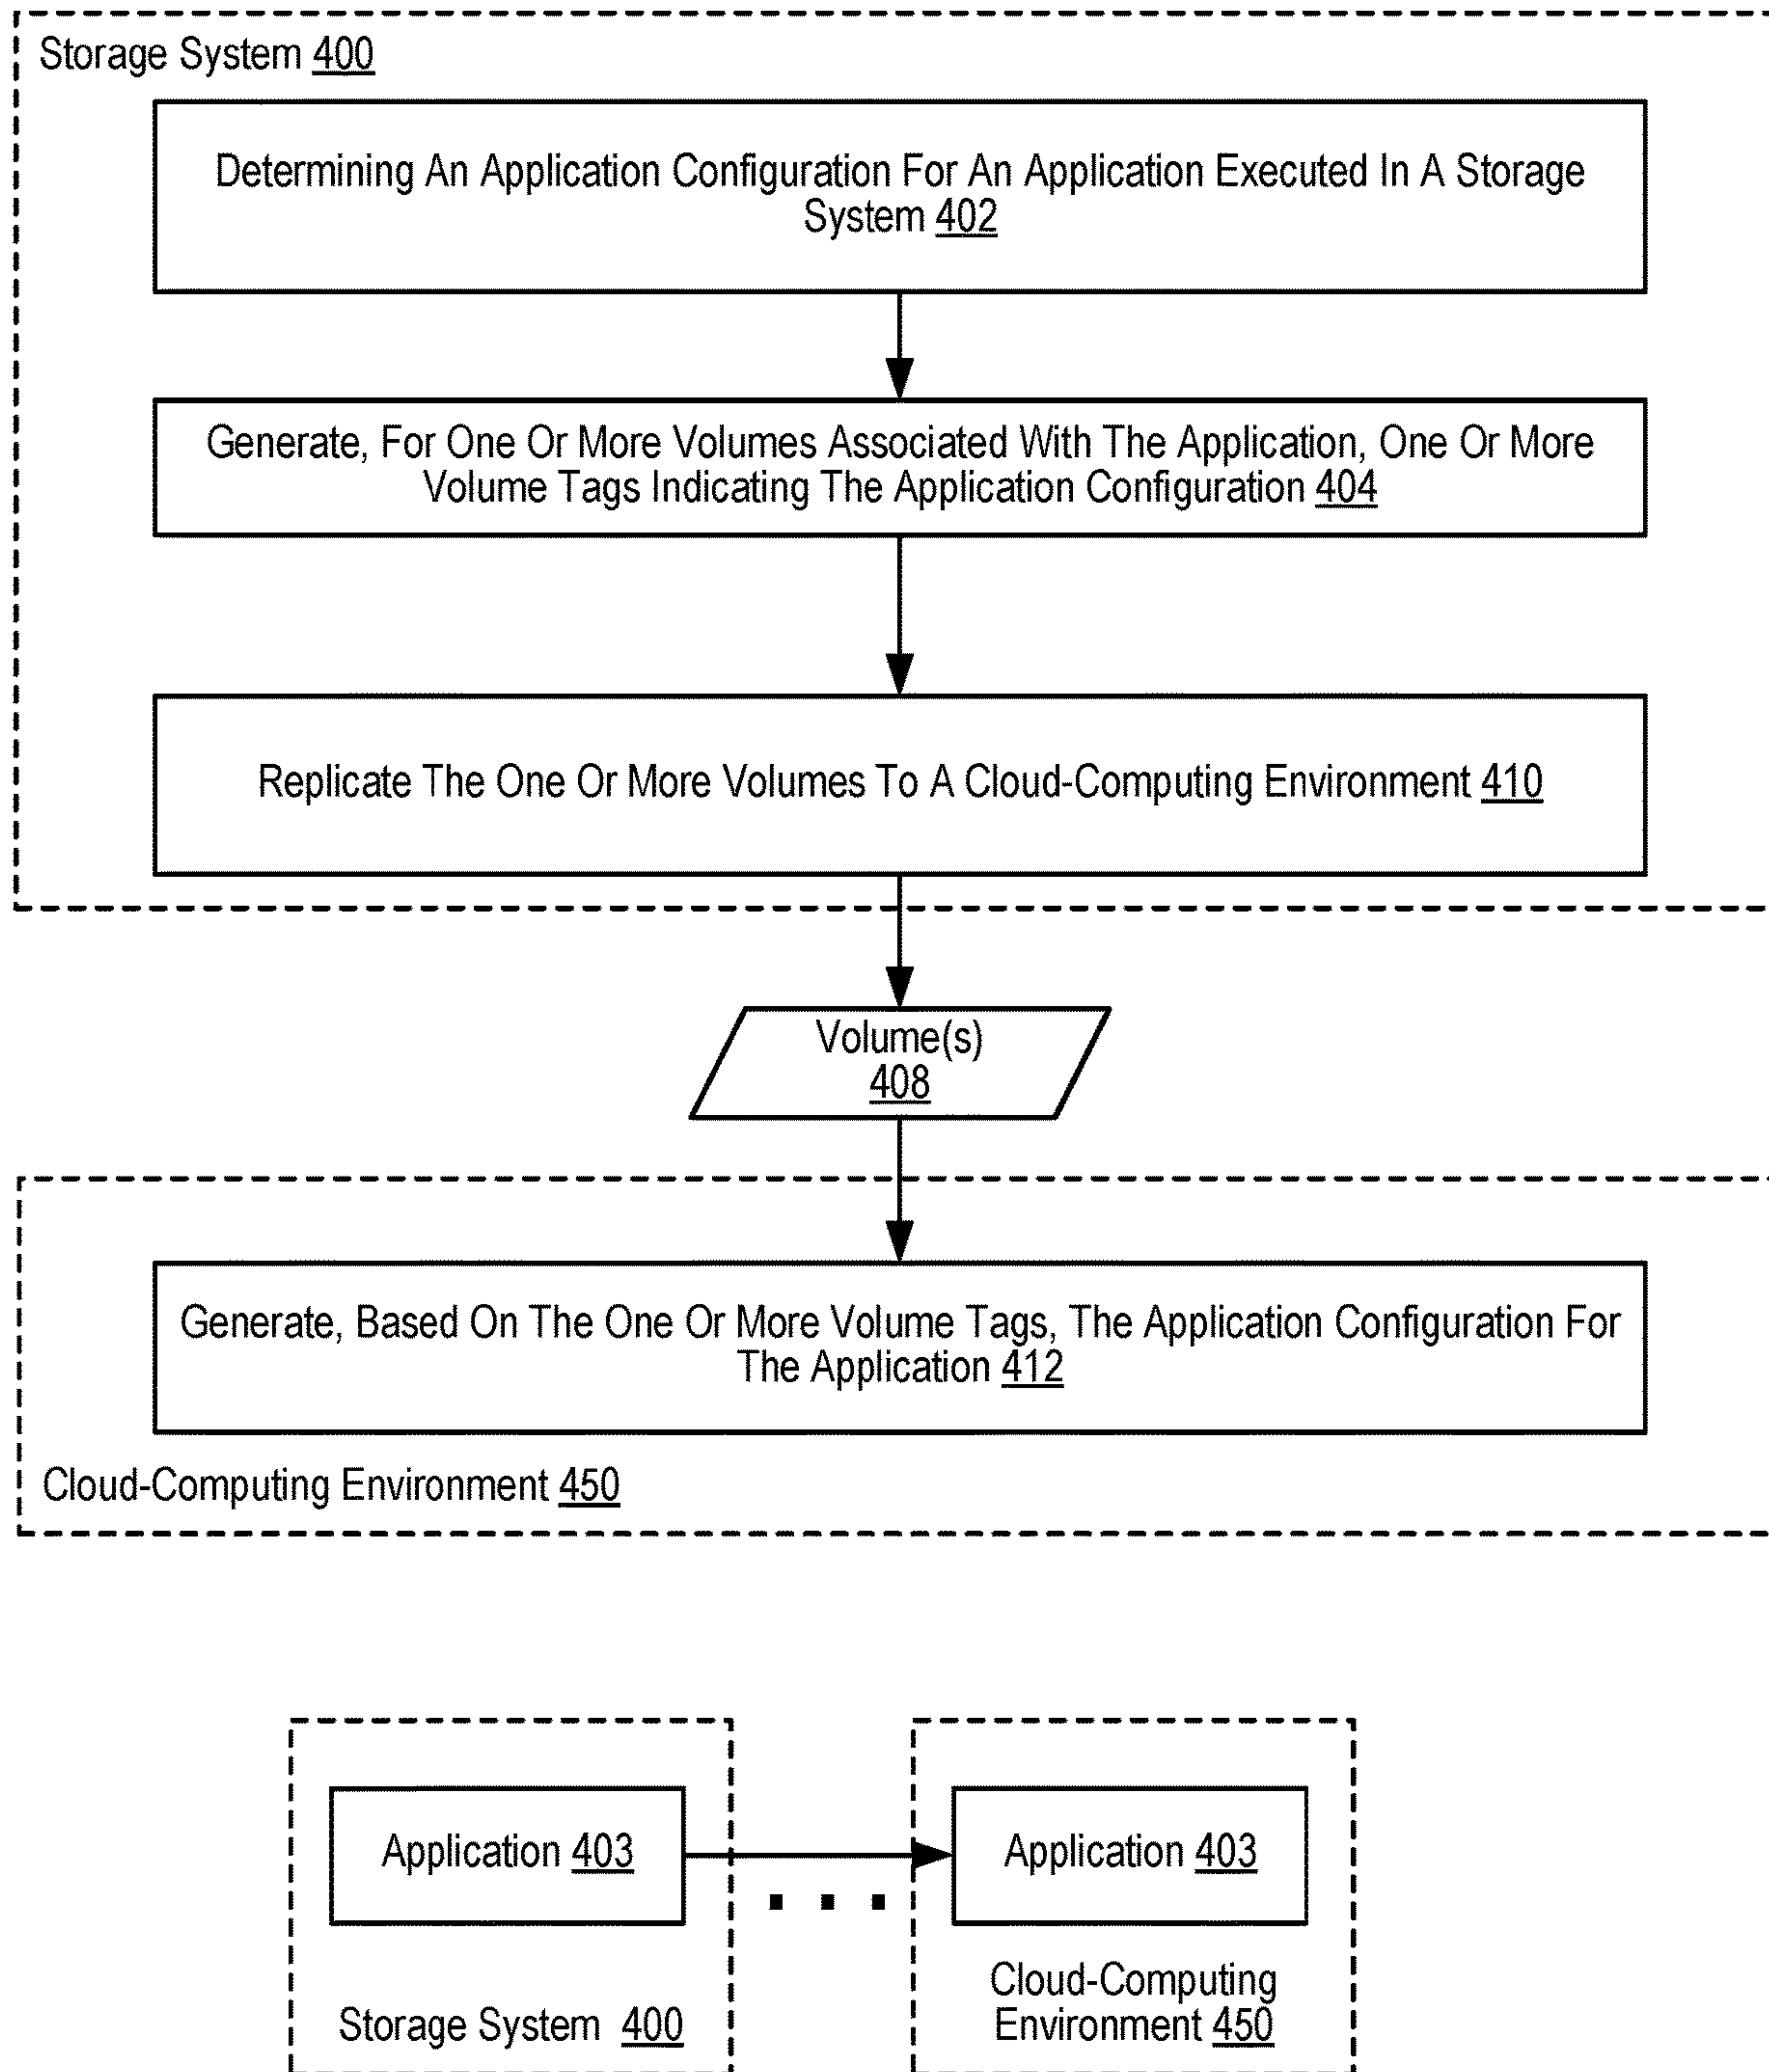 Storage System 400
Determining An Application Configuration For An Application Executed In A Storage
System 402
Generate, For One Or More Volumes Associated With The Application, One Or More
Volume Tags Indicating The Application Configuration 404
Replicate The One Or More Volumes To A Cloud-Computing Environment 410
Volume(s)
408
Generate, Based On The One Or More Volume Tags, The Application Configuration For
The Application 412
Cloud-Computing Environment 450
Application 403
Storage System 400
Application 403
Cloud-Computing
Environment 450